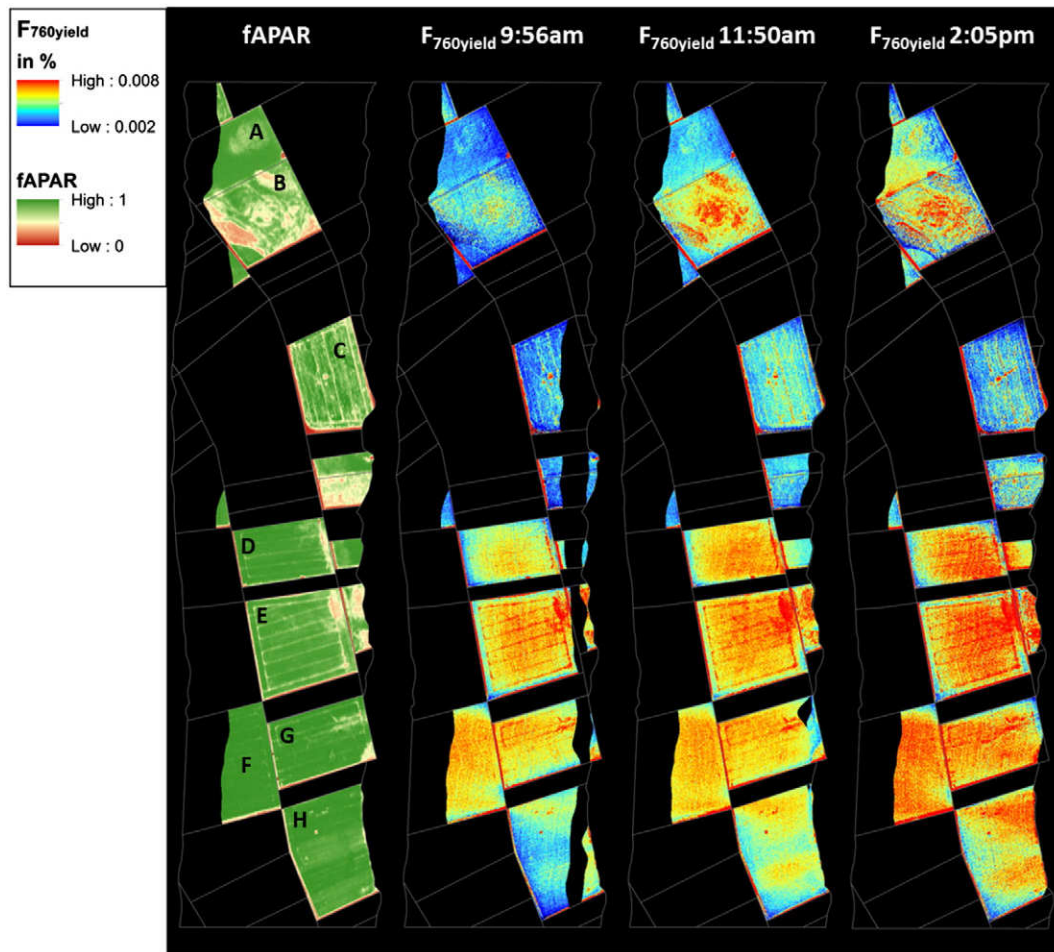 F760yield
in %
High : 0.008
Low : 0.002
fAPAR
High : 1
Low : 0
fAPAR
F760yield 9:56am
F760yield 11:50am
F760yield 2:05pm
A
B
C
D
E
G
F
H